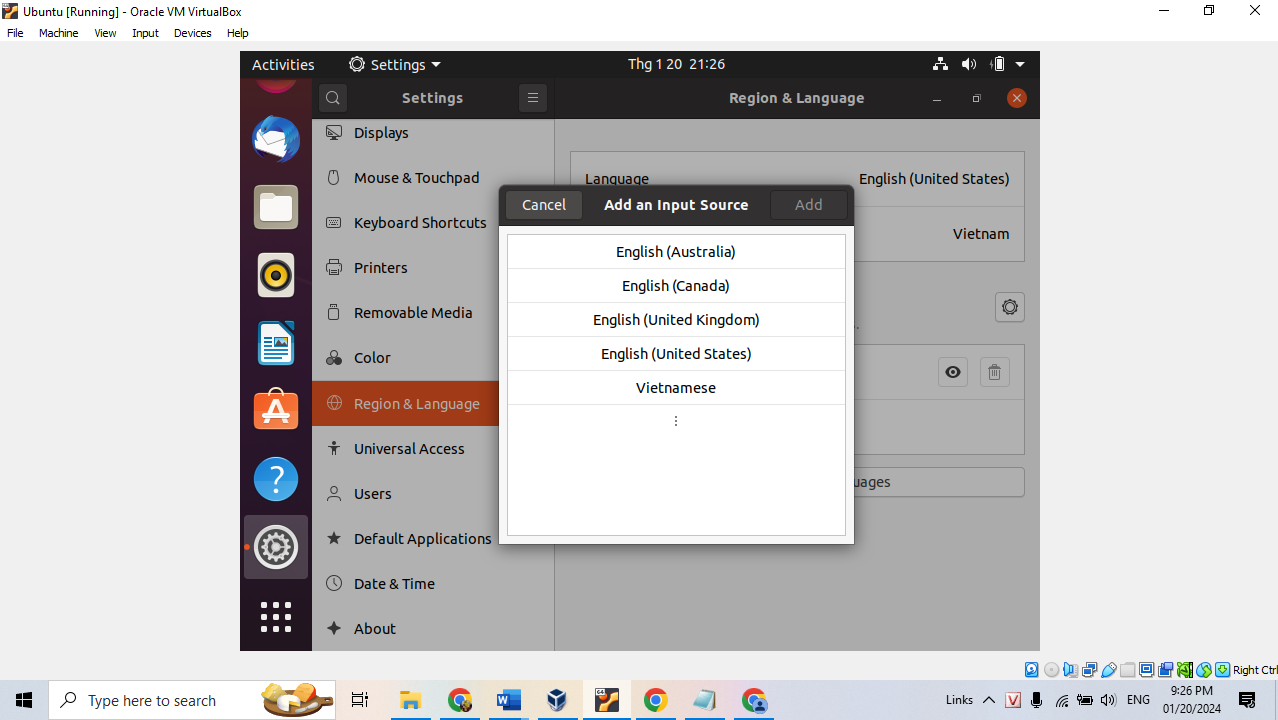 Ubuntu [Running] - Oracle VM VirtualBox
File Machine View Input Devices Help
Activities Settings Thg 1 20 21:26
Settings Region & Language
Displays
Mouse & Touchpad
Keyboard Shortcuts
Printers
Removable Media
Color
Region & Language
Universal Access
Users
Default Applications
Date & Time
About
Language English (United States)
Vietnam
Cancel Add an Input Source Add
English (Australia)
English (Canada)
English (United Kingdom)
English (United States)
Vietnamese
uages
Right Ctrl
Type here to search
Links ENG 9:26 PM
01/20/2024